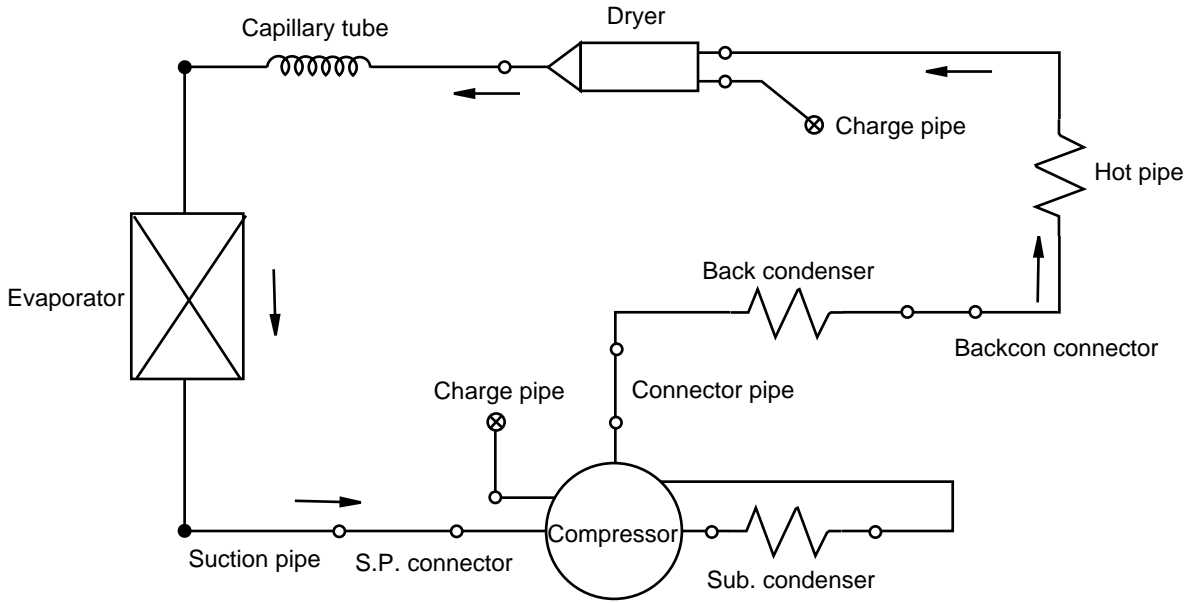 Dryer
Capillary tube
Charge pipe
Hot pipe
Back condenser
Evaporator
Backcon connector
Charge pipe
Connector pipe
Compressor
Suction pipe
S.P. connector
Sub. condenser